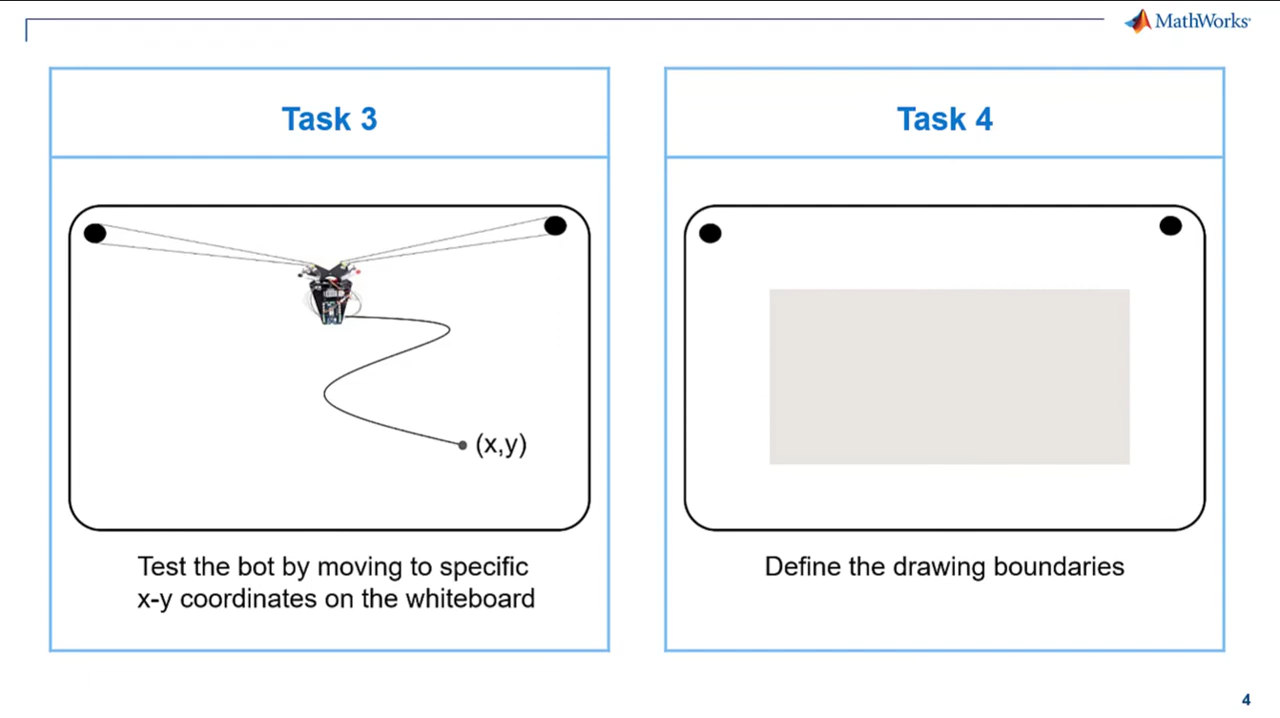 MathWorks
Task 3
(x,y)
Test the bot by moving to specific
x-y coordinates on the whiteboard
Task 4
Define the drawing boundaries
4